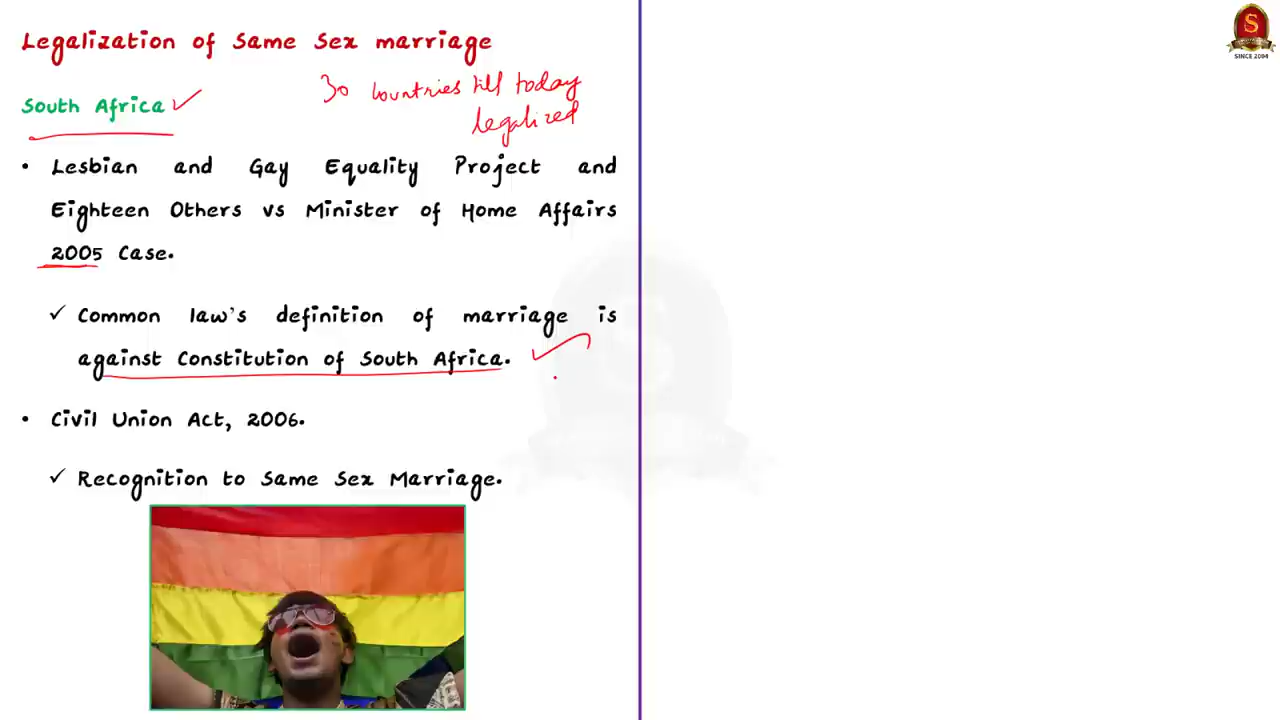 Legalization of Same Sex marriage
30 countries till today
legalized
South Africa
• Lesbian and Gay Equality Project and
Eighteen Others vs Minister of Home Affairs
2005 Case.
✓ Common law's definition of marriage is
against Constitution of South Africa.
• Civil Union Act, 2006.
✓ Recognition to Same Sex Marriage.
S
SINCE 2004